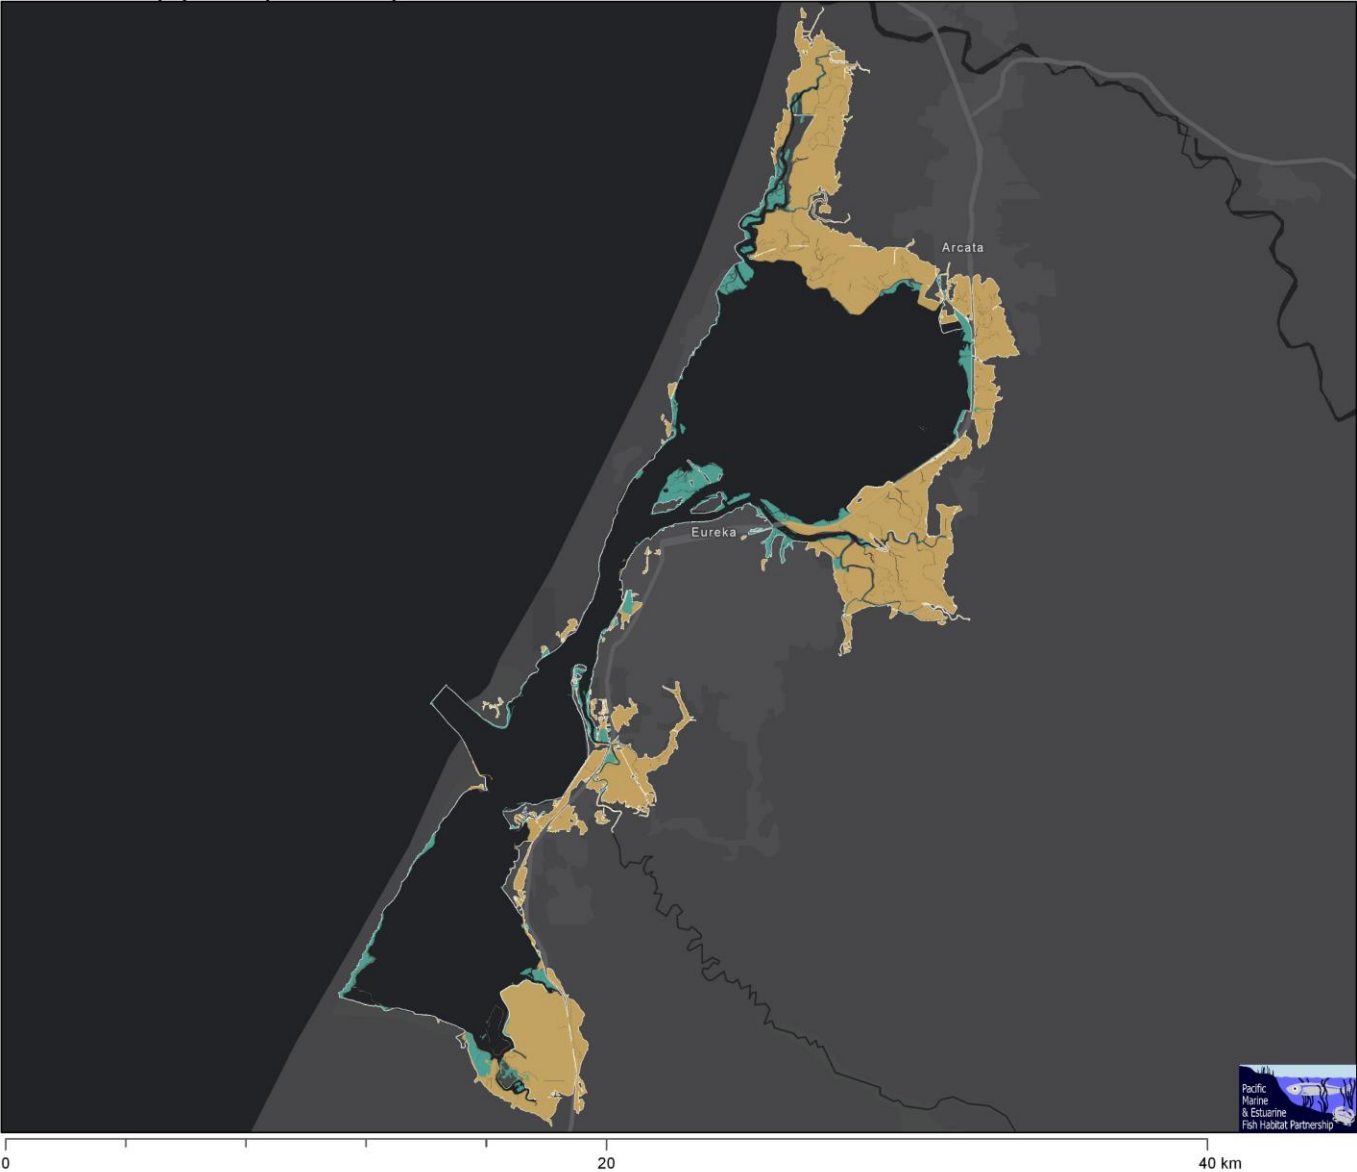 Arcata
Eureka
Pacific
Marine
& Estuarine
Fish Habitat Partnership
0
20
40 km